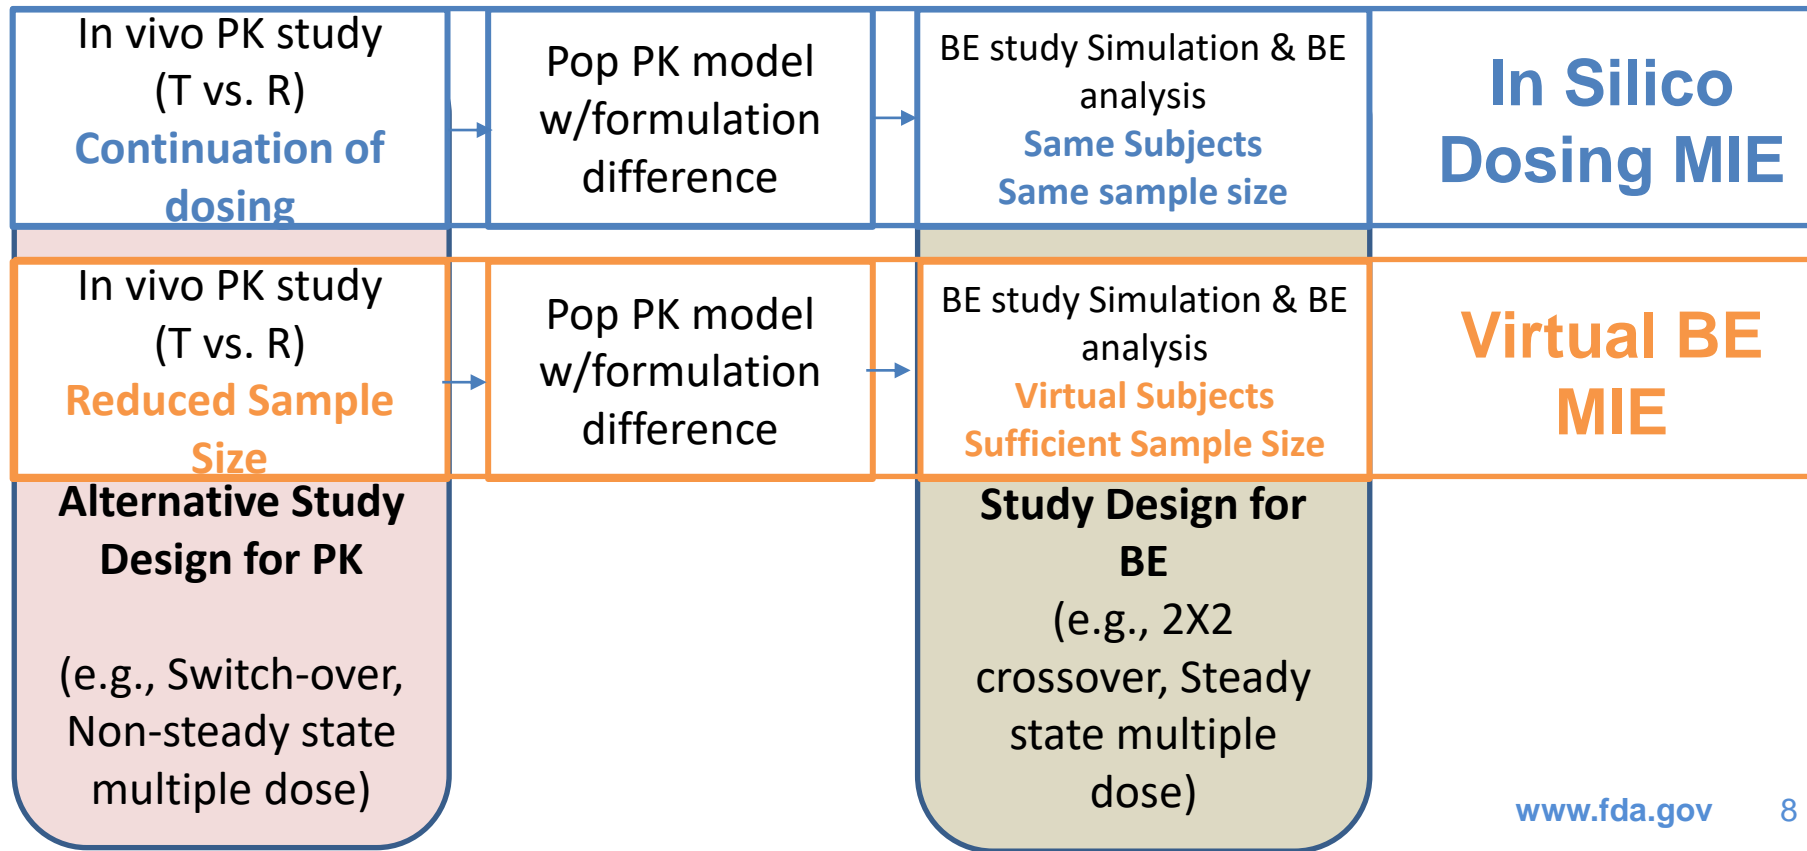 In vivo PK study
(T vs. R)
Continuation of
dosing
Pop PK model
w/formulation
difference
BE study Simulation & BE
analysis
Same Subjects
Same sample size
In Silico
Dosing MIE
In vivo PK study
(T vs. R)
Reduced Sample
Size
Pop PK model
w/formulation
difference
BE study Simulation & BE
analysis
Virtual Subjects
Sufficient Sample Size
Virtual BE
MIE
Alternative Study
Design for PK
(e.g., Switch-over,
Non-steady state
multiple dose)
Study Design for
BE
(e.g., 2X2
crossover, Steady
state multiple
dose)
www.fda.gov 8